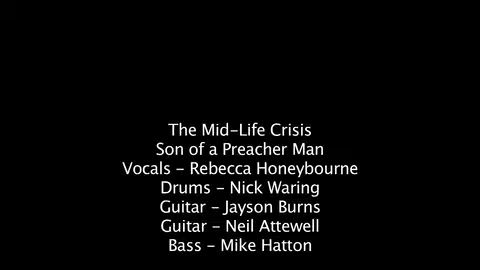 The Mid-Life Crisis
Son of a Preacher Man
Vocals - Rebecca Honeybourne
Drums - Nick Waring
Guitar - Jayson Burns
Guitar - Neil Attewell
Bass - Mike Hatton